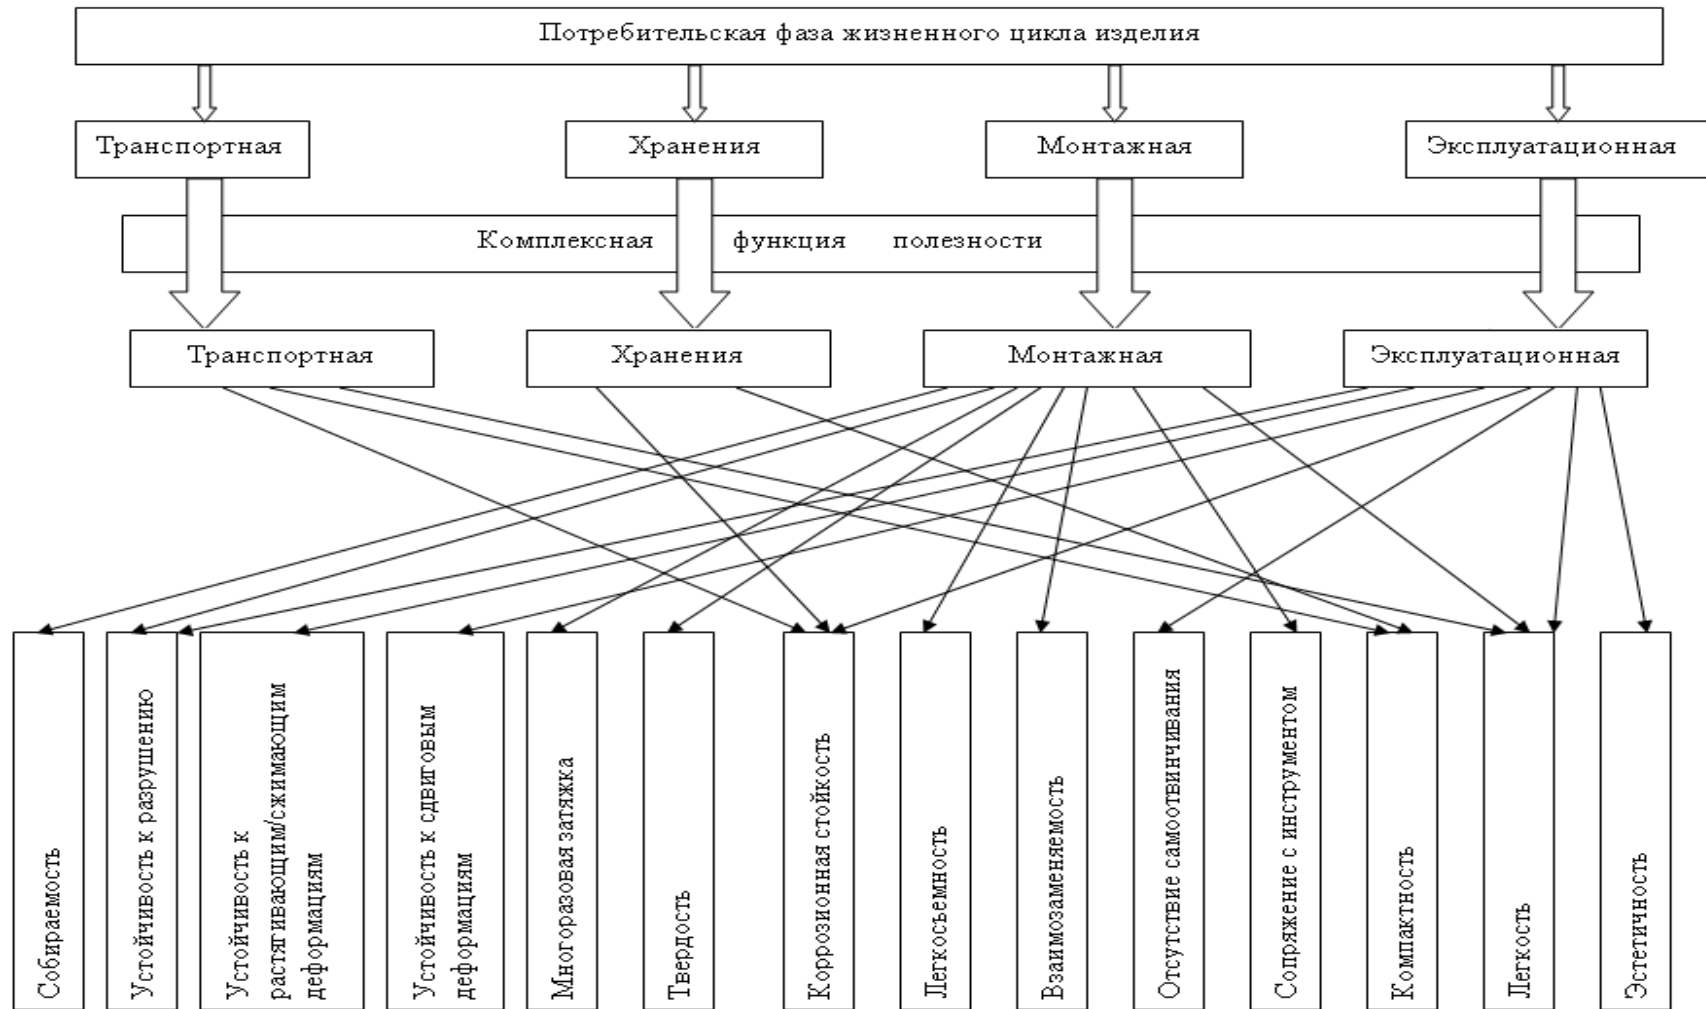 Потребительская фаза жизненного цикла изделия
Транспортная
Хранения
Монтажная
Эксплуатационная
Комплексная функция полезности
Транспортная
Хранения
Монтажная
Эксплуатационная
Собираемость
Устойчивость к разрушению
Устойчивость к
растягивающим/сжимающим
деформациям
Устойчивость к сдвиговым
деформациям
Многоразовая затяжка
Твердость
Коррозионная стойкость
Легкосъемность
Взаимозаменяемость
Отсутствие самоотвинчивания
Сопряжение с инструментом
Компактность
Легкость
Эстетичность